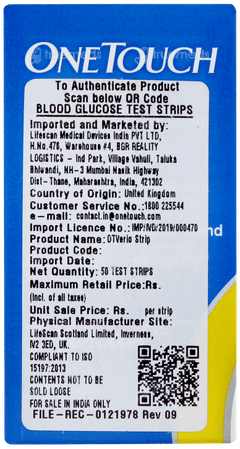 ONETOUCH
To Authenticate Product
Scan below QR Code
BLOOD GLUCOSE TEST STRIPS
Imported and Marketed by:
Lifercan Medical Devices India PVT LTD,
H.No.478, Warehouse #4, BGR REALITY
LOGISTICS - Ind Park, Village Vahuli, Taluka
Bhiwandi, NH-3 Mumbai Nasik Highway
Dist- Thane, Maharashtra, India, 421302
Country of Origin: United Kingdom
Customer Service No.:1800 225544
e-mail: contact.in@onetouch.com
Import Licence No.: IMP/IVD/2019/000470
Product Name: OTVerio Strip
Product Code:
Import Date:
Net Quantity: 50 TEST STRIPS
Maximum Retail Price:Rs.
(Incl. of all taxes)
Unit Sale Price: Rs. per strip
Physical Manufacturer Site:
LifeScan Scotland Limited, Inverness,
IV2 3ED, UK.
COMPLIANT TO ISO
15197:2013
CONTENTS NOT TO BE
SOLD LOOSE
FOR SALE IN INDIA ONLY
FILE-REC-0121978 Rev 09
nd